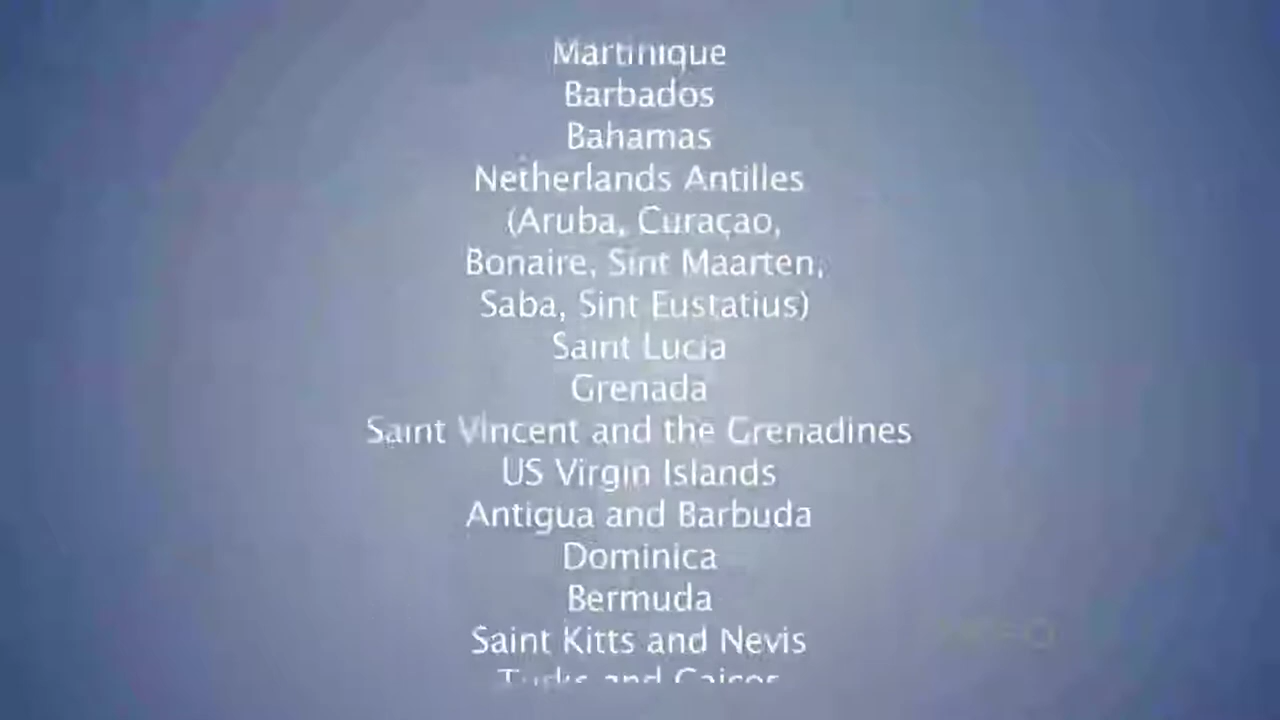 Martinique
Barbados
Bahamas
Netherlands Antilles
(Aruba, Curaçao,
Bonaire, Sint Maarten,
Saba, Sint Eustatius)
Saint Lucia
Grenada
Saint Vincent and the Grenadines
US Virgin Islands
Antigua and Barbuda
Dominica
Bermuda
Saint Kitts and Nevis
Turks and Caicos